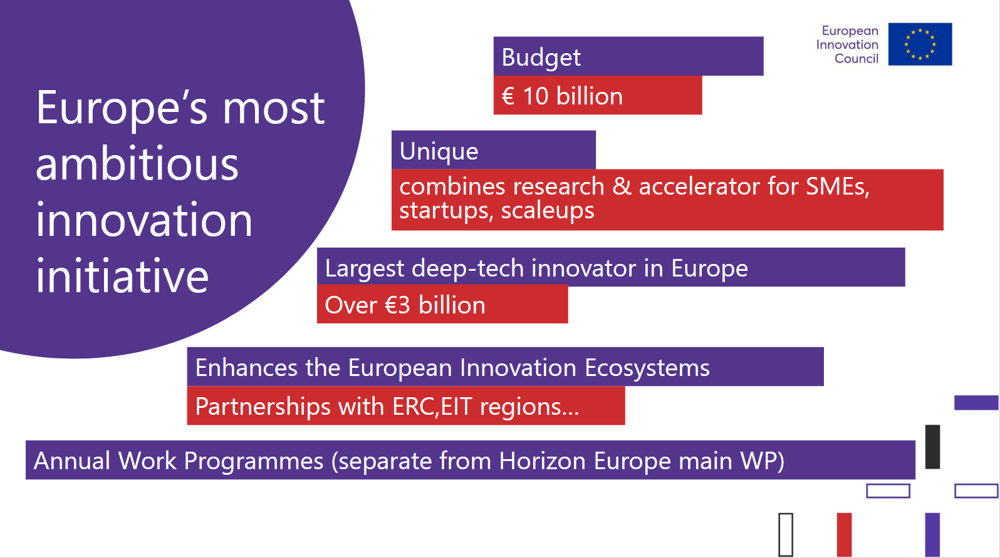 Europe’s most
ambitious
innovation
initiative
European
Innovation
Council
Budget
€ 10 billion
Unique
combines research & accelerator for SMEs,
startups, scaleups
Largest deep-tech innovator in Europe
Over €3 billion
Enhances the European Innovation Ecosystems
Partnerships with ERC,EIT regions...
Annual Work Programmes (separate from Horizon Europe main WP)